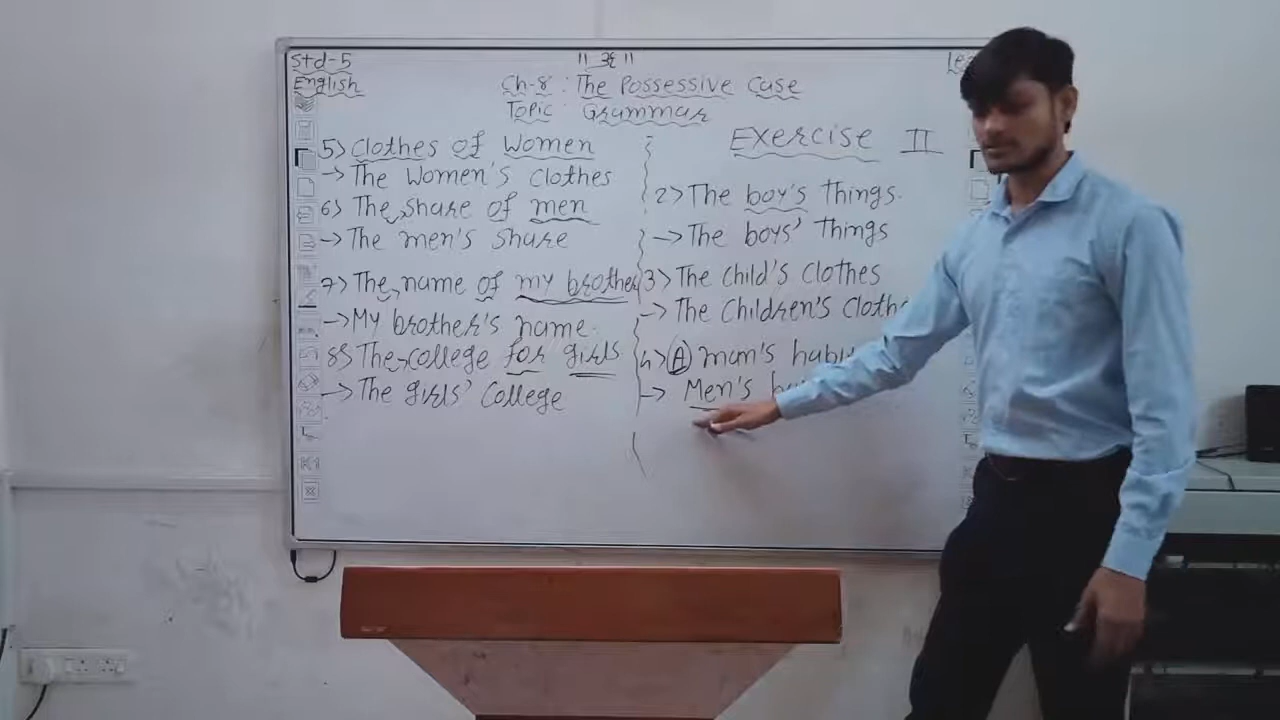 Std-5
English
Ch-8 : The Possessive Case
Topic : Grammar
5) Clothes of Women
→ The Women's clothes
6) The share of men
→ The men's share
7) The name of my brother
→ My brother's name.
8) The college for girls
→ The girls' College
Exercise II
2) The boy's things.
→ The boys' things
3) The child's clothes
→ The Children's
4) A man's
→ Men's